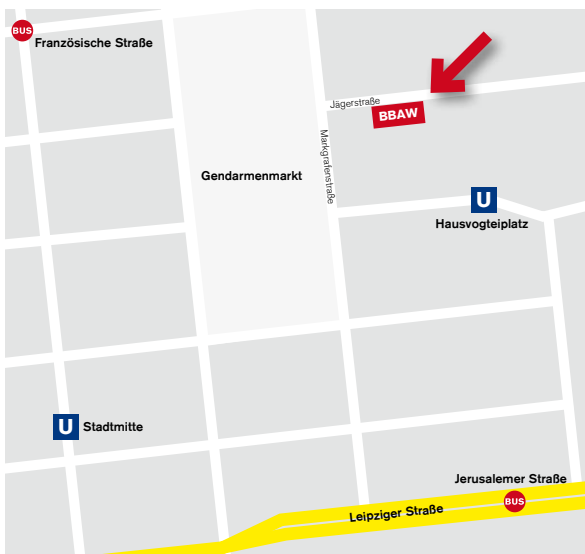 BUS
Französische Straße
Jägerstraße
BBAW
Markgrafenstraße
Gendarmenmarkt
U
Hausvogteiplatz
U Stadtmitte
Jerusalemer Straße
BUS
Leipziger Straße